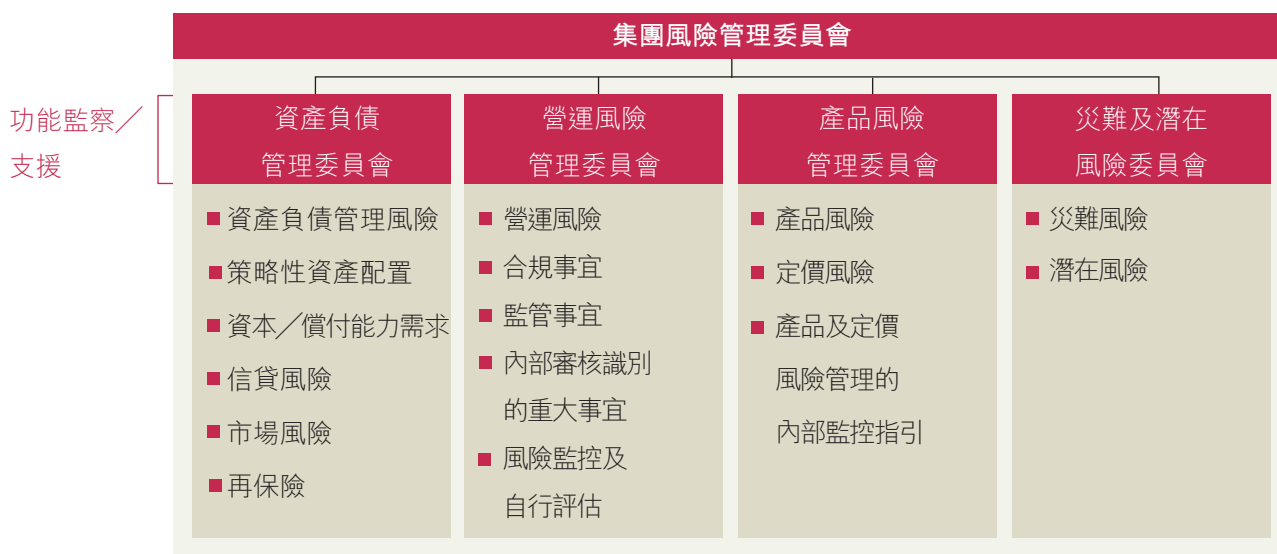 集團風險管理委員會
功能監察／
支援
資產負債
管理委員會
資產負債管理風險
策略性資產配置
資本／償付能力需求
信貸風險
市場風險
再保險
營運風險
管理委員會
營運風險
合規事宜
監管事宜
內部審核識別
的重大事宜
風險監控及
自行評估
產品風險
管理委員會
產品風險
定價風險
產品及定價
風險管理的
內部監控指引
災難及潛在
風險委員會
災難風險
潛在風險